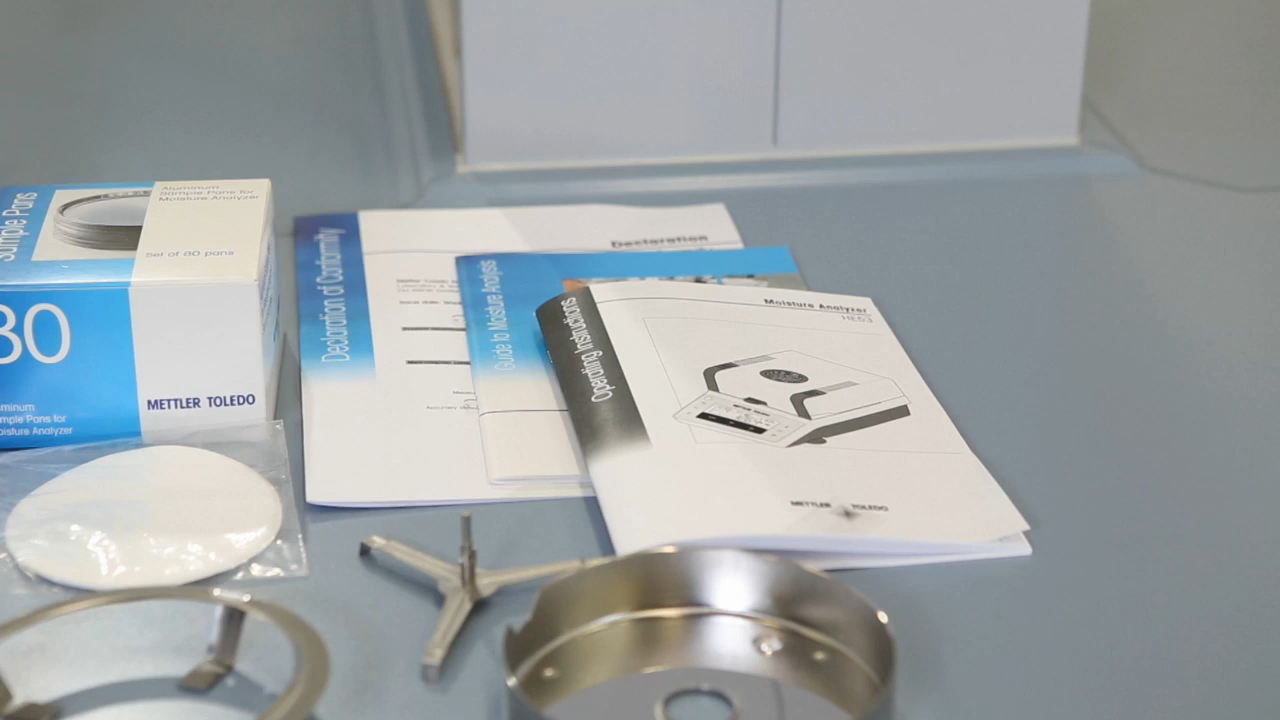 Sample Pans
Aluminum
Sample Pans for
Moisture Analyzer
Set of 80 pans
80
METTLER TOLEDO
Aluminum
Sample Pans for
Moisture Analyzer
Declaration of Conformity
Declaration
Guide to Moisture Analysis
Operating Instructions
Moisture Analyzer
HE53
METTLER TOLEDO